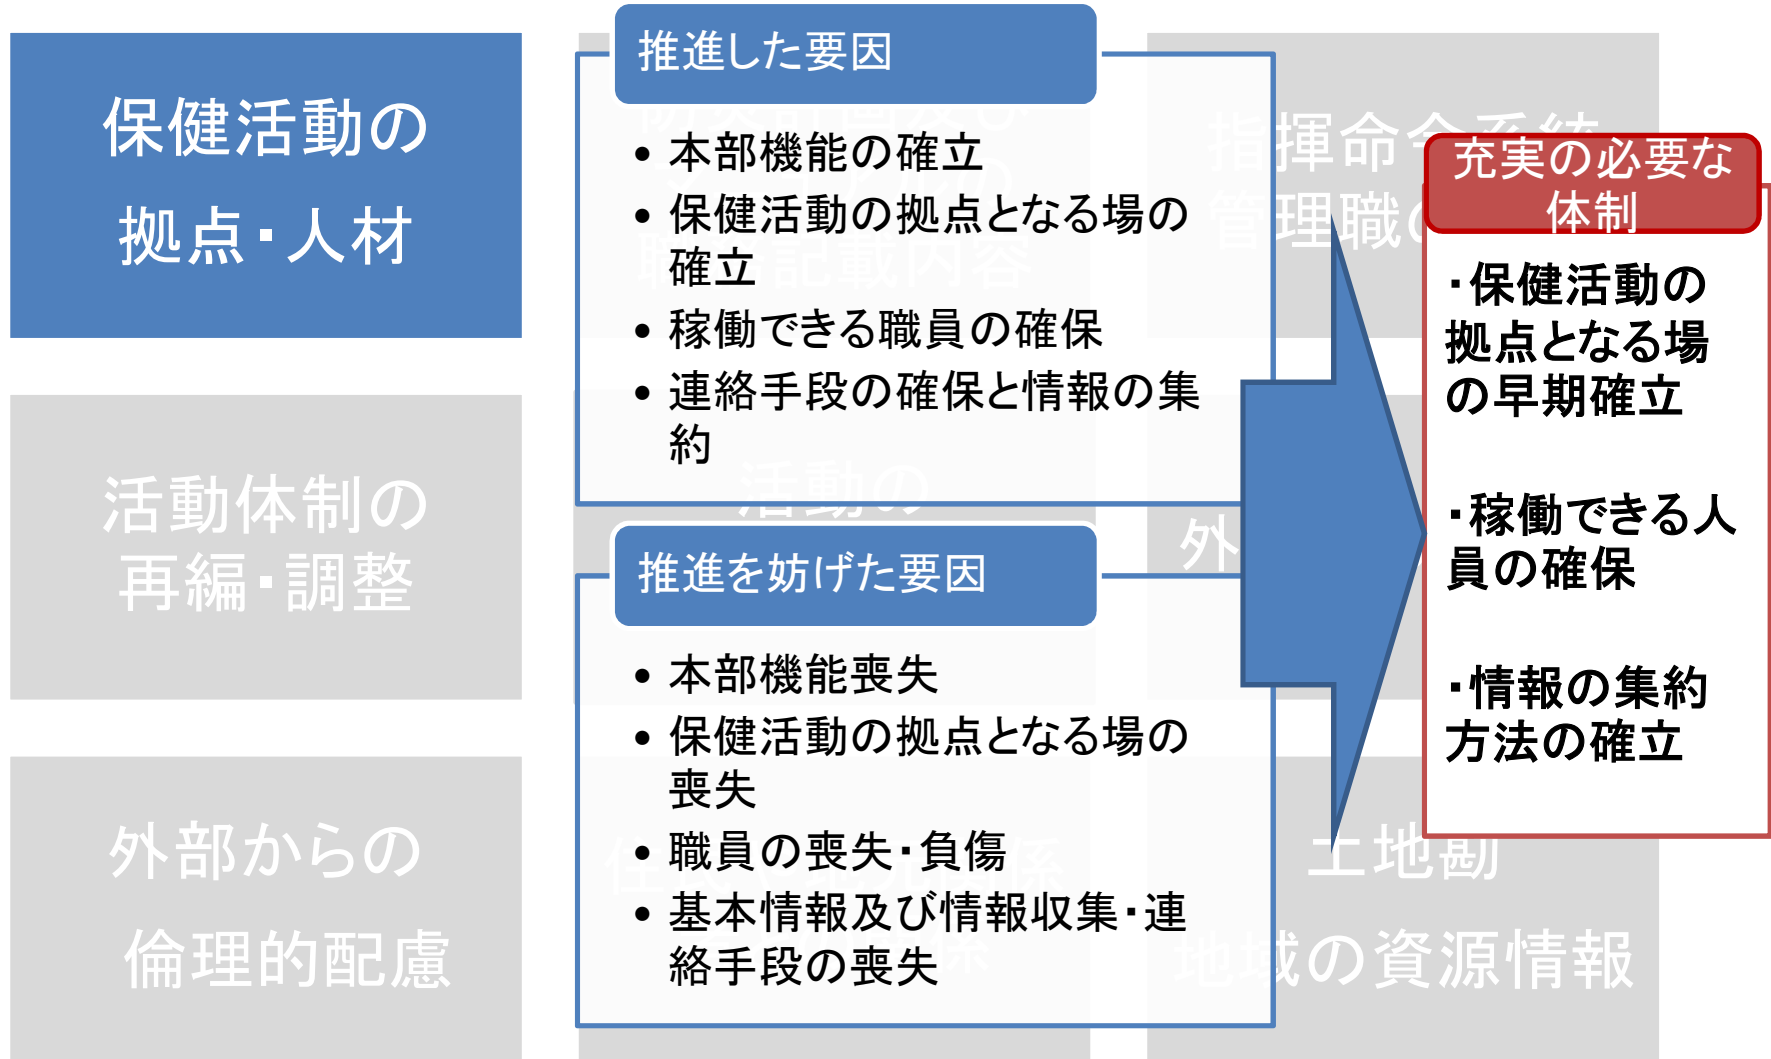 保健活動の
拠点・人材
活動体制の
再編・調整
外部からの
倫理的配慮
推進した要因
• 本部機能の確立
• 保健活動の拠点となる場の
確立
• 稼働できる職員の確保
• 連絡手段の確保と情報の集
約
活動の
推進を妨げた要因
• 本部機能喪失
• 保健活動の拠点となる場の
喪失
• 職員の喪失・負傷
• 基本情報及び情報収集・連
絡手段の喪失
指揮命令系統
管理職の
外
土地勘
地域の資源情報
充実の必要な
体制
・保健活動の
拠点となる場
の早期確立
・稼働できる人
員の確保
・情報の集約
方法の確立